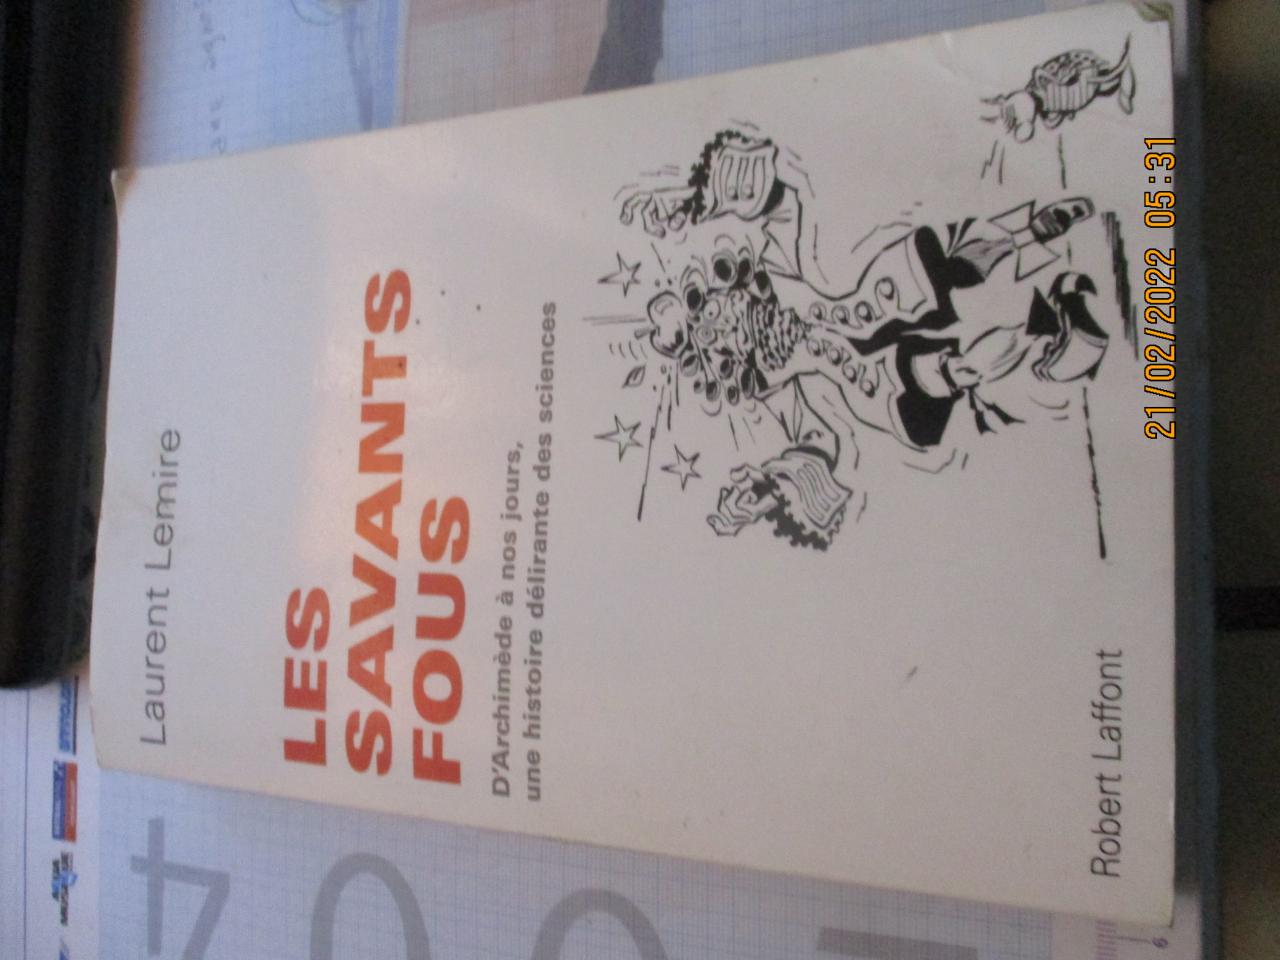 Laurent Lemire
LES
SAVANTS
FOUS
D'Archimède à nos jours,
une histoire délirante des sciences
Robert Laffont
21/02/2022 05:31